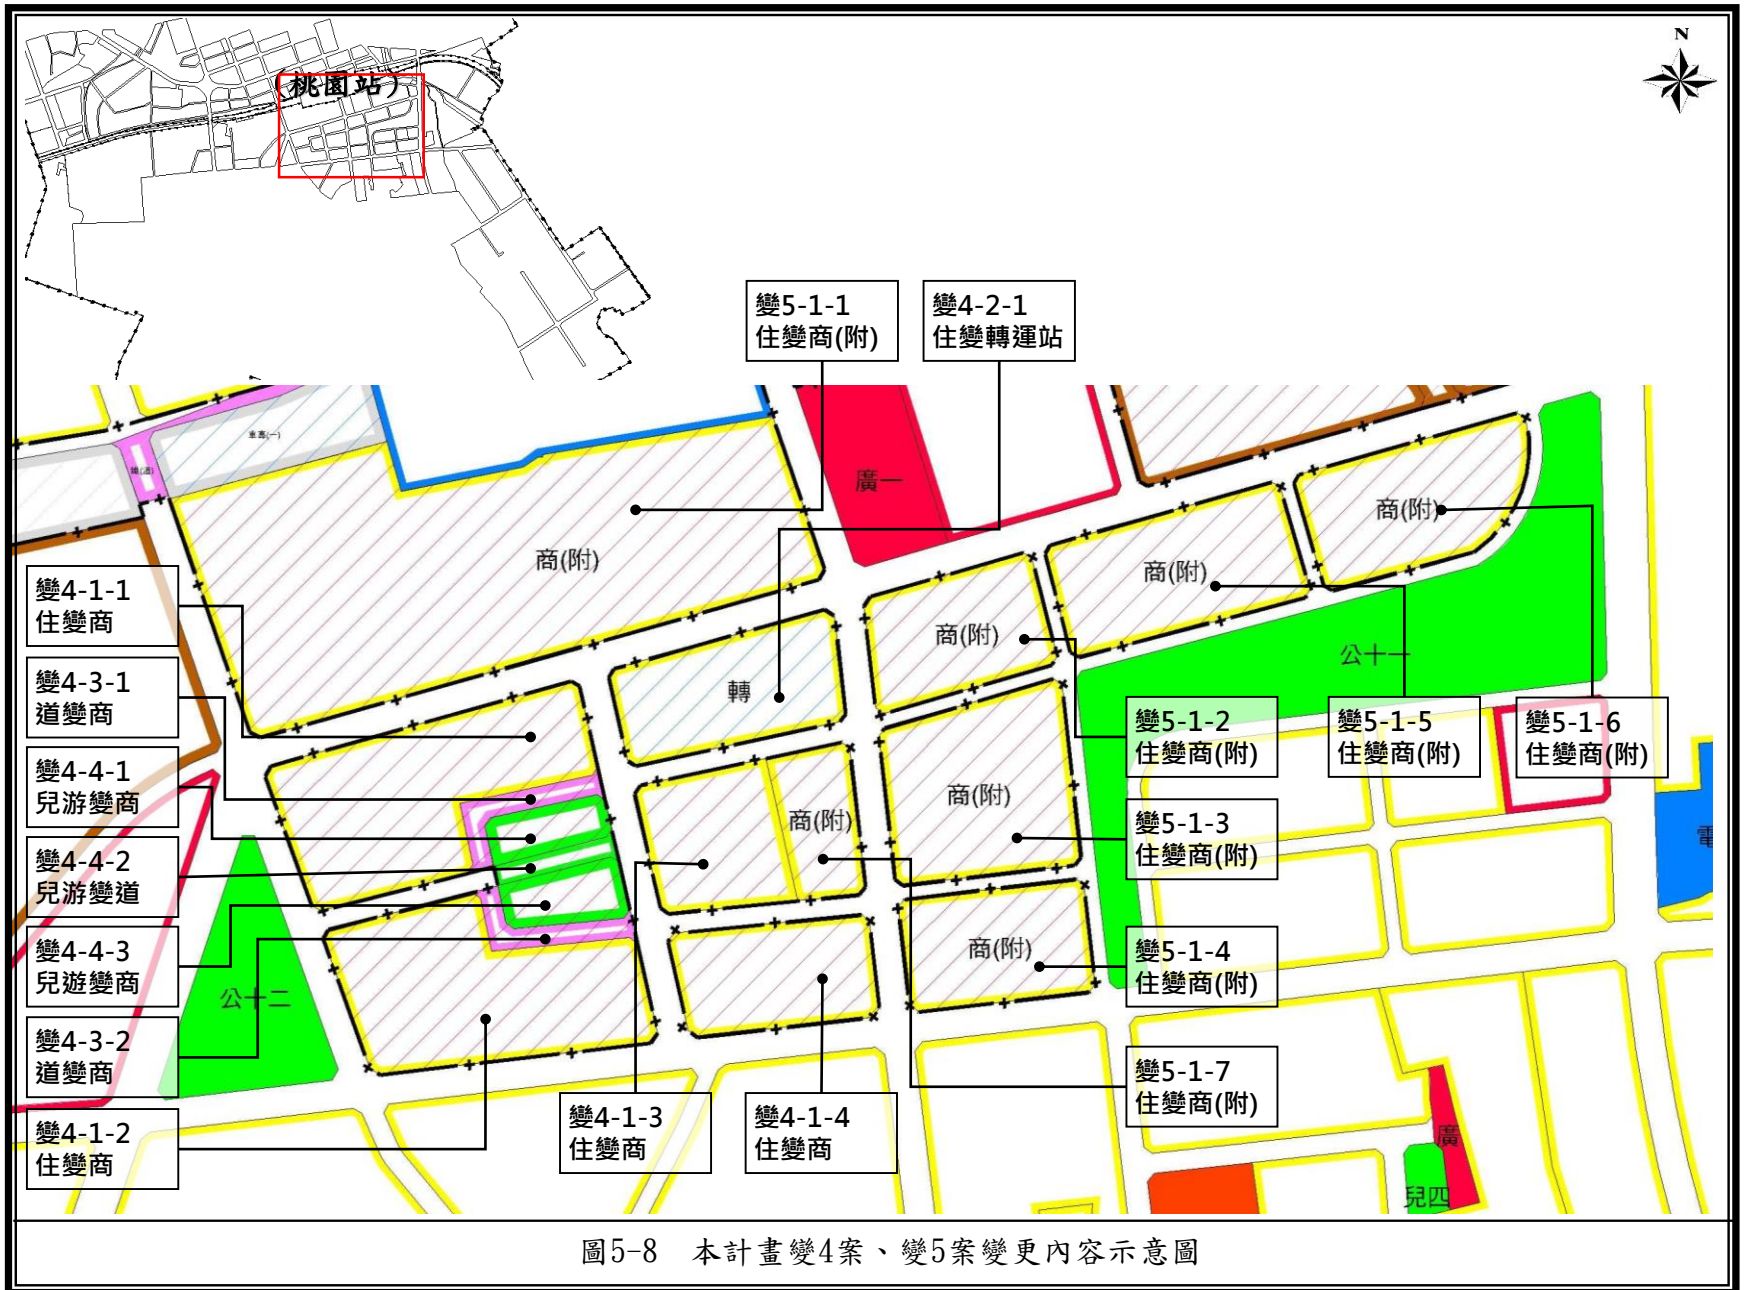 N
(桃園站)
變5-1-1
住變商(附)
變4-2-1
住變轉運站
車專(一)
鐵(道)
廣一
商(附)
商(附)
商(附)
商(附)
轉
公十一
變4-1-1
住變商
變4-3-1
道變商
變4-4-1
兒游變商
變4-4-2
兒游變道
變4-4-3
兒遊變商
變4-3-2
道變商
變4-1-2
住變商
變5-1-2
住變商(附)
變5-1-5
住變商(附)
變5-1-6
住變商(附)
商(附)
商(附)
變5-1-3
住變商(附)
電
商(附)
變5-1-4
住變商(附)
公十二
變5-1-7
住變商(附)
變4-1-3
住變商
變4-1-4
住變商
廣
兒四
圖5-8 本計畫變4案、變5案變更內容示意圖